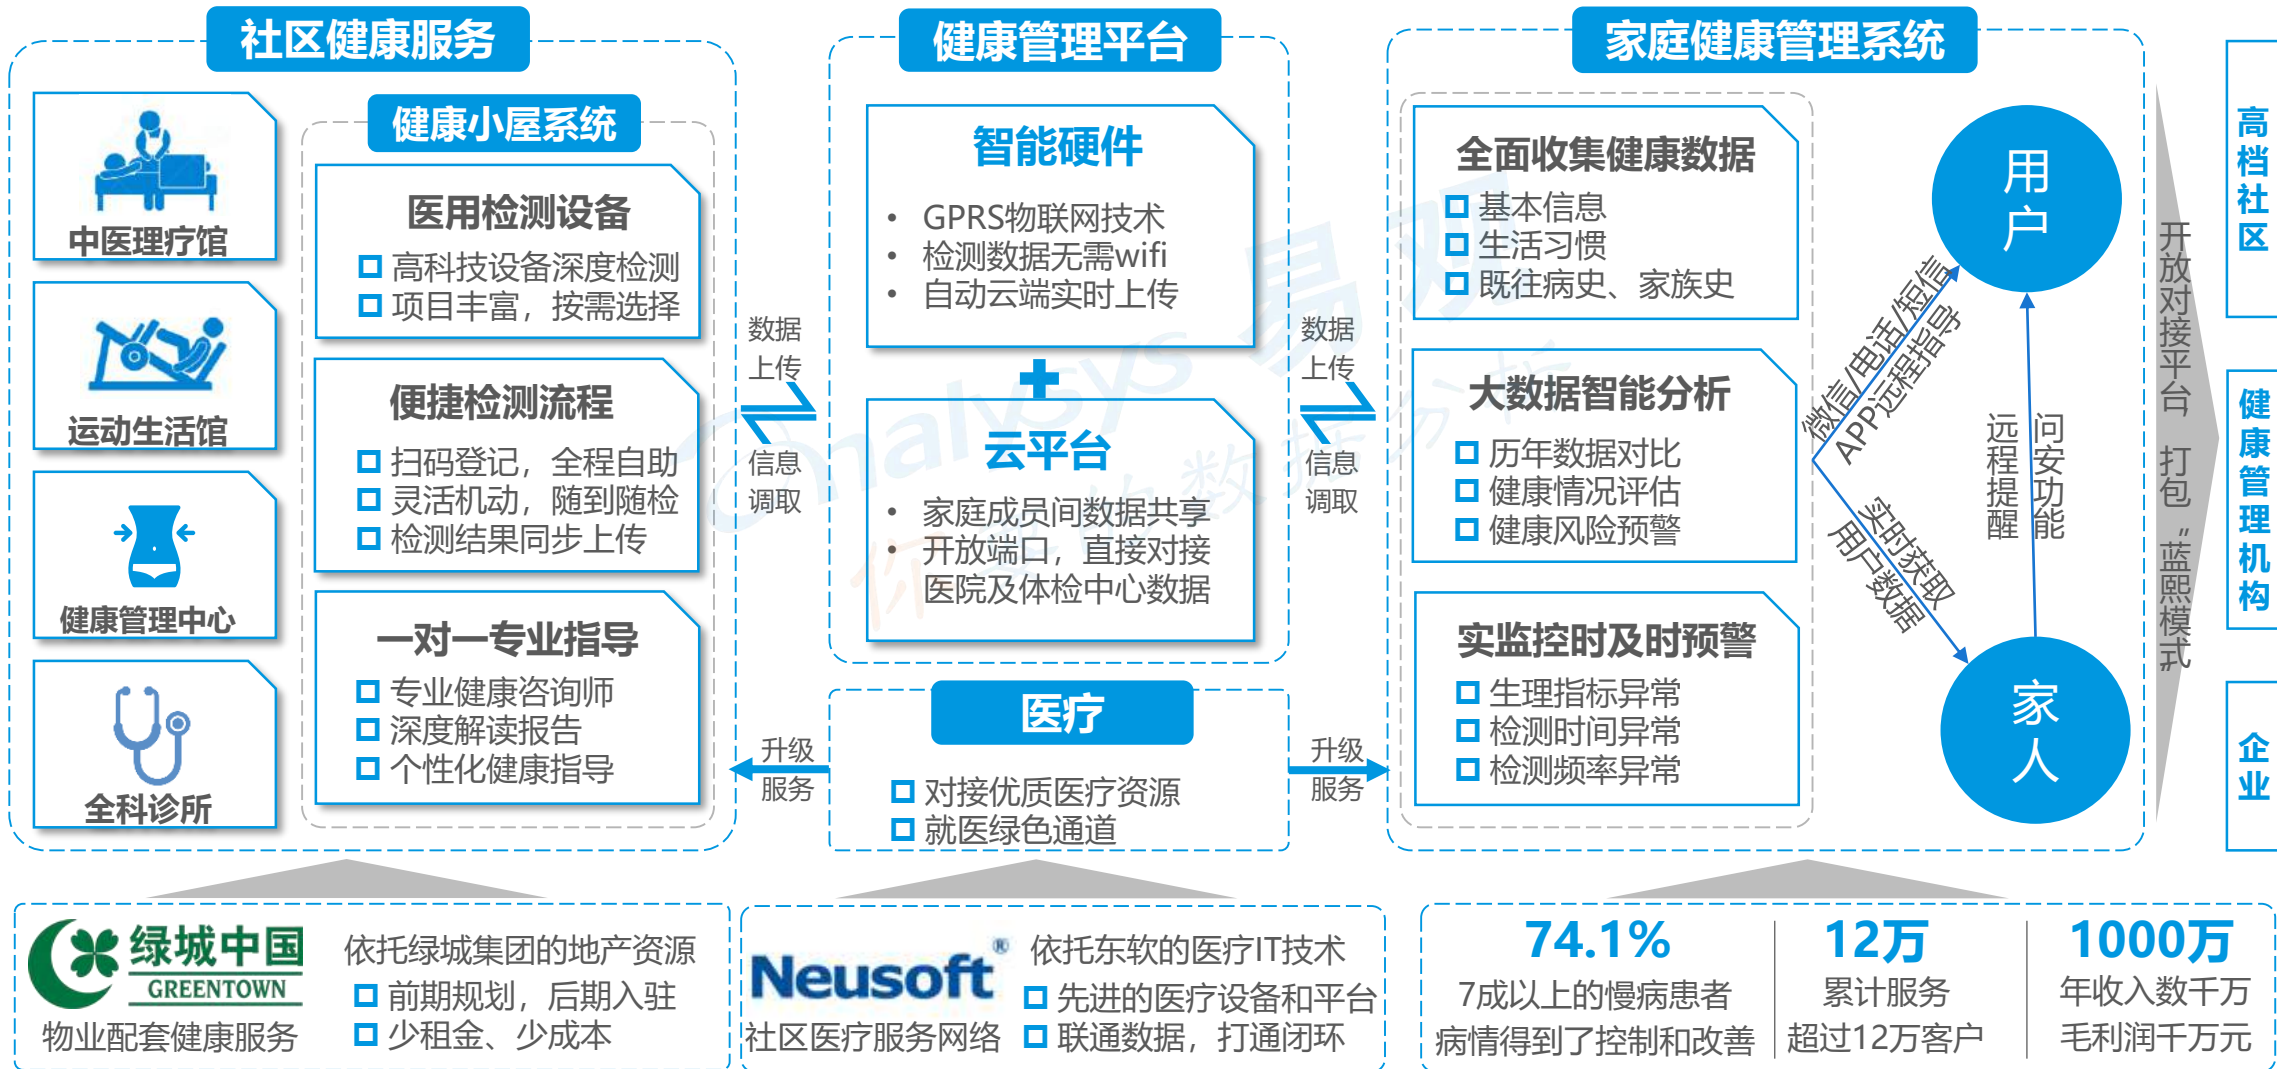 社区健康服务
中医理疗馆
运动生活馆
健康管理中心
全科诊所
健康小屋系统
医用检测设备
高科技设备深度检测
项目丰富，按需选择
便捷检测流程
扫码登记，全程自助
灵活机动，随到随检
检测结果同步上传
一对一专业指导
专业健康咨询师
深度解读报告
个性化健康指导
数据
上传
信息
调取
健康管理平台
智能硬件
• GPRS物联网技术
• 检测数据无需wifi
• 自动云端实时上传
云平台
• 家庭成员间数据共享
• 开放端口，直接对接
医院及体检中心数据
升级
服务
医疗
对接优质医疗资源
就医绿色通道
升级
服务
数据
上传
信息
调取
家庭健康管理系统
全面收集健康数据
基本信息
生活习惯
既往病史、家族史
大数据智能分析
历年数据对比
健康情况评估
健康风险预警
实监控时及时预警
生理指标异常
检测时间异常
检测频率异常
用户
微信/电话/短信
APP远程指导
远程提醒
问安功能
实时获取
用户数据
家人
开放对接平台，打包“蓝熙模式”
高档社区
健康管理机构
企业
绿城中国
GREENTOWN
物业配套健康服务
依托绿城集团的地产资源
前期规划，后期入驻
少租金、少成本
Neusoft®
社区医疗服务网络
依托东软的医疗IT技术
先进的医疗设备和平台
联通数据，打通闭环
74.1%
7成以上的慢病患者
病情得到了控制和改善
12万
累计服务
超过12万客户
1000万
年收入数千万
毛利润千万元
analysys 易观
你要的数据分析